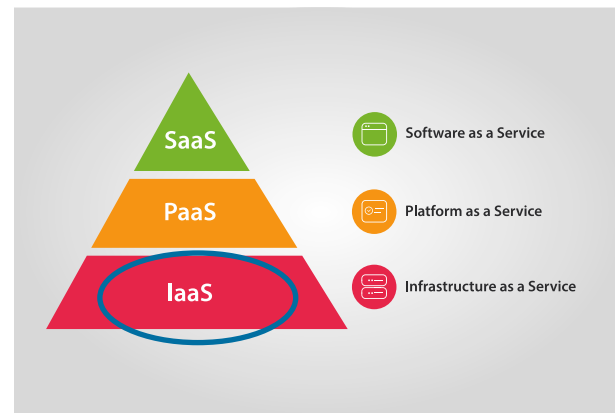 SaaS
Software as a Service
PaaS
Platform as a Service
IaaS
Infrastructure as a Service